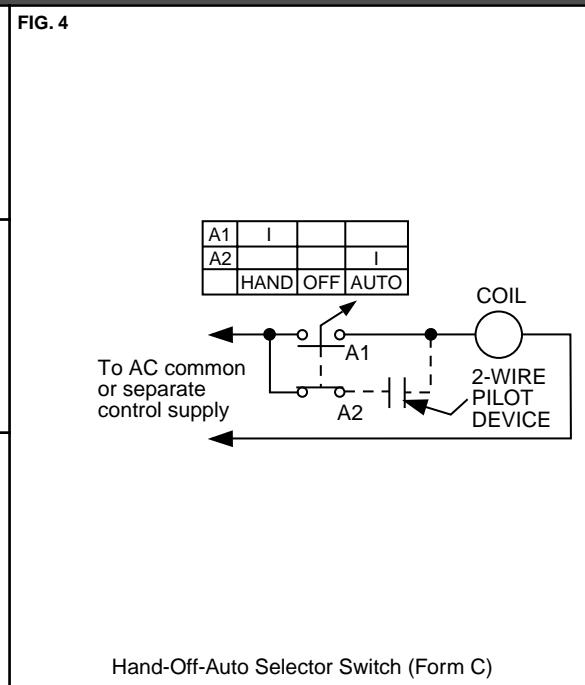 FIG. 4
A1 I
A2 I
HAND OFF AUTO
COIL
A1
To AC common
or separate
control supply
A2
2-WIRE
PILOT
DEVICE
Hand-Off-Auto Selector Switch (Form C)